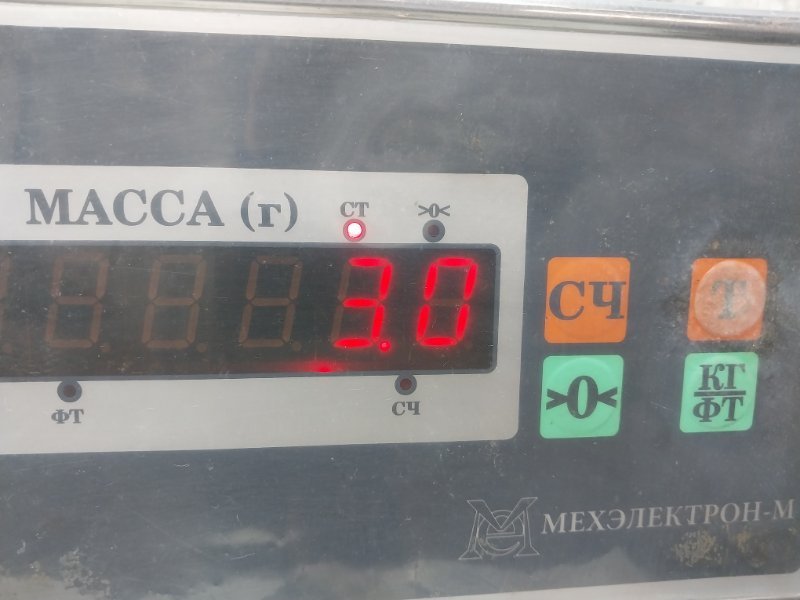 МАССА (г)
СТ
>0<
3.0
СЧ
Т
ФТ
СЧ
>0<
КГ
ФТ
МЕХЭЛЕКТРОН-М